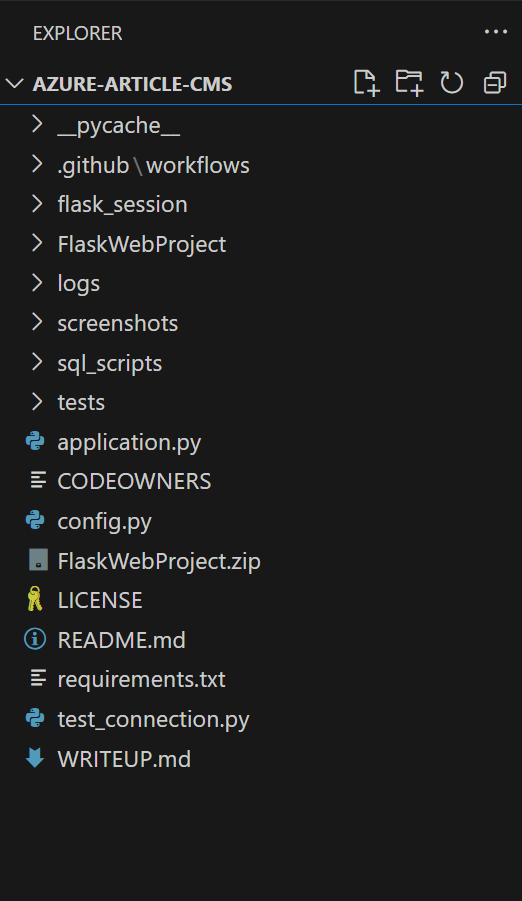 EXPLORER
AZURE-ARTICLE-CMS
__pycache__
.github\workflows
flask_session
FlaskWebProject
logs
screenshots
sql_scripts
tests
application.py
CODEOWNERS
config.py
FlaskWebProject.zip
LICENSE
README.md
requirements.txt
test_connection.py
WRITEUP.md